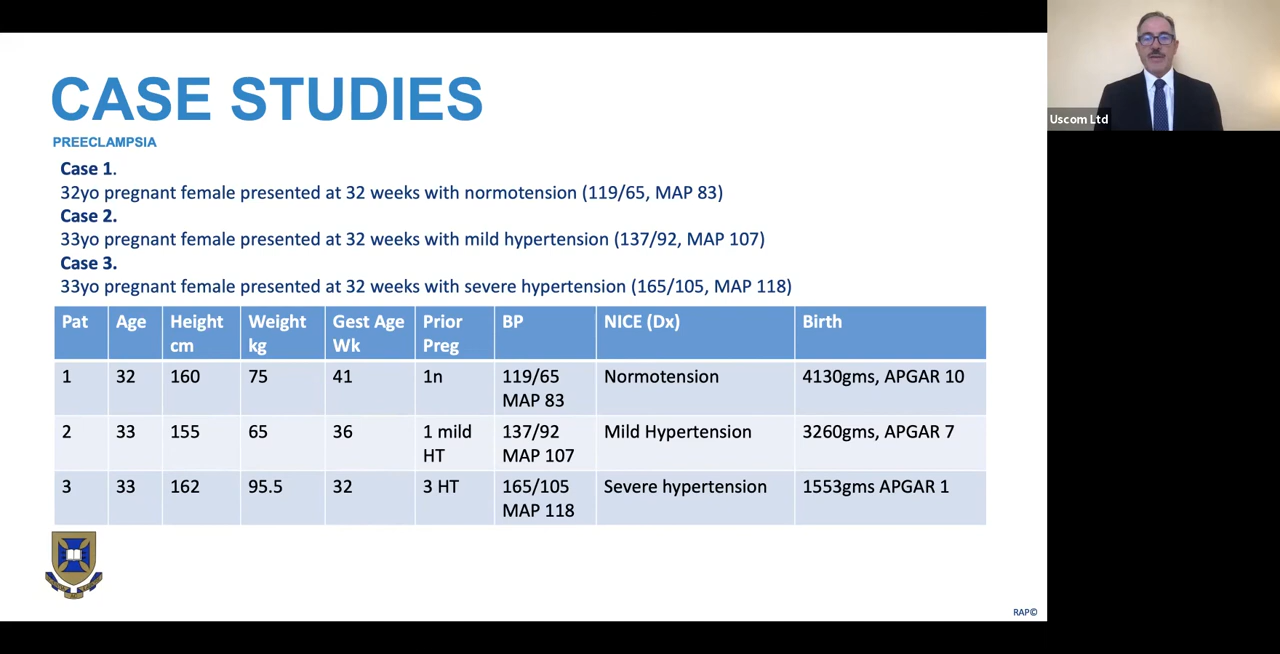 CASE STUDIES
PREECLAMPSIA
Case 1.
32yo pregnant female presented at 32 weeks with normotension (119/65, MAP 83)
Case 2.
33yo pregnant female presented at 32 weeks with mild hypertension (137/92, MAP 107)
Case 3.
33yo pregnant female presented at 32 weeks with severe hypertension (165/105, MAP 118)
Pat Age Height cm Weight kg Gest Age Wk Prior Preg BP NICE (Dx) Birth
1 32 160 75 41 1n 119/65 MAP 83 Normotension 4130gms, APGAR 10
2 33 155 65 36 1 mild HT 137/92 MAP 107 Mild Hypertension 3260gms, APGAR 7
3 33 162 95.5 32 3 HT 165/105 MAP 118 Severe hypertension 1553gms APGAR 1
RAP©
Uscom Ltd